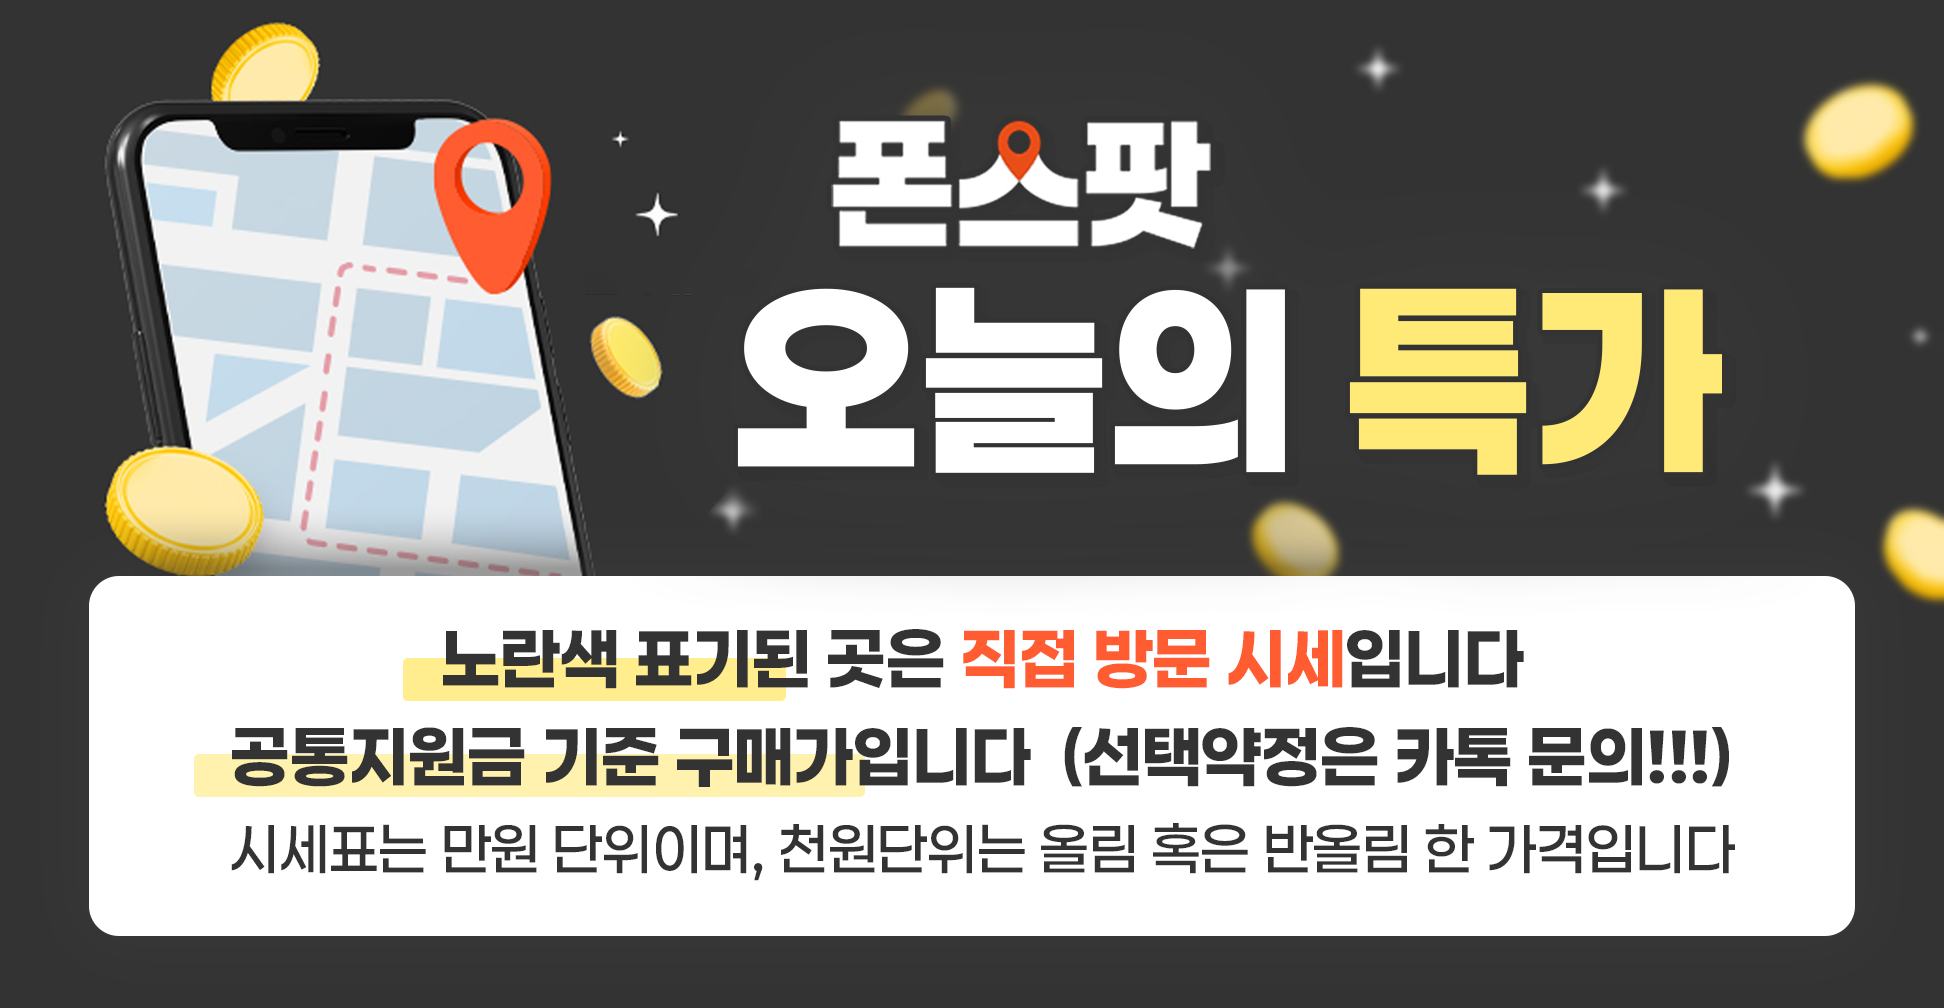 폰스팟
오늘의 특가
노란색 표기된 곳은 직접 방문 시세입니다
공통지원금 기준 구매가입니다 (선택약정은 카톡 문의!!!)
시세표는 만원 단위이며, 천원단위는 올림 혹은 반올림 한 가격입니다